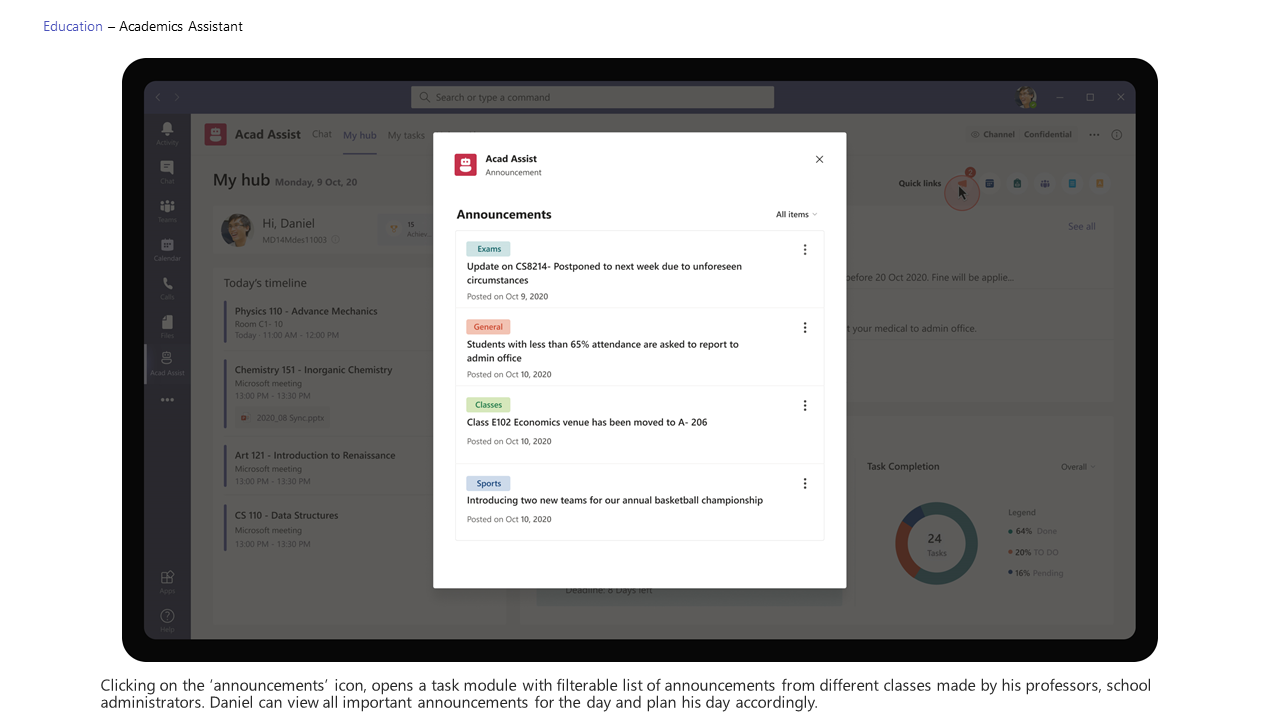 Education – Academics Assistant
Search or type a command
Activity
Chat
Teams
Calendar
Calls
Files
Acad Assist
Apps
Help
Acad Assist
Chat
My hub
My tasks
Channel
Confidential
My hub Monday, 9 Oct, 20
Quick links
2
Hi, Daniel
MD14Mdes11003
15
See all
Today's timeline
Physics 110 - Advance Mechanics
Room C1- 10
Today - 11:00 AM - 12:00 PM
Chemistry 151 - Inorganic Chemistry
Microsoft meeting
13:00 PM - 13:30 PM
2020_08 Sync.pptx
Art 121 - Introduction to Renaissance
Microsoft meeting
13:00 PM - 13:30 PM
CS 110 - Data Structures
Microsoft meeting
13:00 PM - 13:30 PM
Acad Assist
Announcement
Announcements
All items
Exams
Update on CS8214- Postponed to next week due to unforeseen
circumstances
Posted on Oct 9, 2020
General
Students with less than 65% attendance are asked to report to
admin office
Posted on Oct 10, 2020
Classes
Class E102 Economics venue has been moved to A- 206
Posted on Oct 10, 2020
Sports
Introducing two new teams for our annual basketball championship
Posted on Oct 10, 2020
before 20 Oct 2020. Fine will be applie...
your medical to admin office.
Task Completion
Overall
24
Tasks
Legend
64% Done
20% TO DO
16% Pending
Deadline: 6 Days left
Clicking on the ‘announcements’ icon, opens a task module with filterable list of announcements from different classes made by his professors, school
administrators. Daniel can view all important announcements for the day and plan his day accordingly.